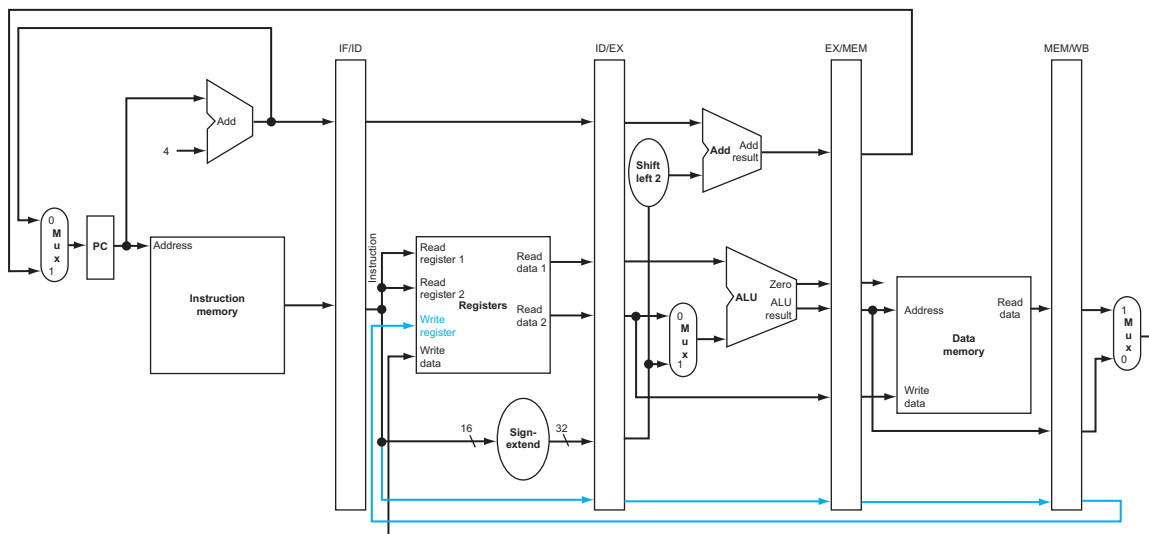 IF/ID
ID/EX
EX/MEM
MEM/WB
Add
4
Add
Add
result
Shift
left 2
0
M
u
x
1
PC
Address
Instruction
memory
Instruction
Read
register 1
Read
register 2
Write
register
Write
data
Registers
Read
data 1
Read
data 2
16
Sign-
extend
32
0
M
u
x
1
ALU
Zero
ALU
result
Address
Write
data
Data
memory
Read
data
1
M
u
x
0